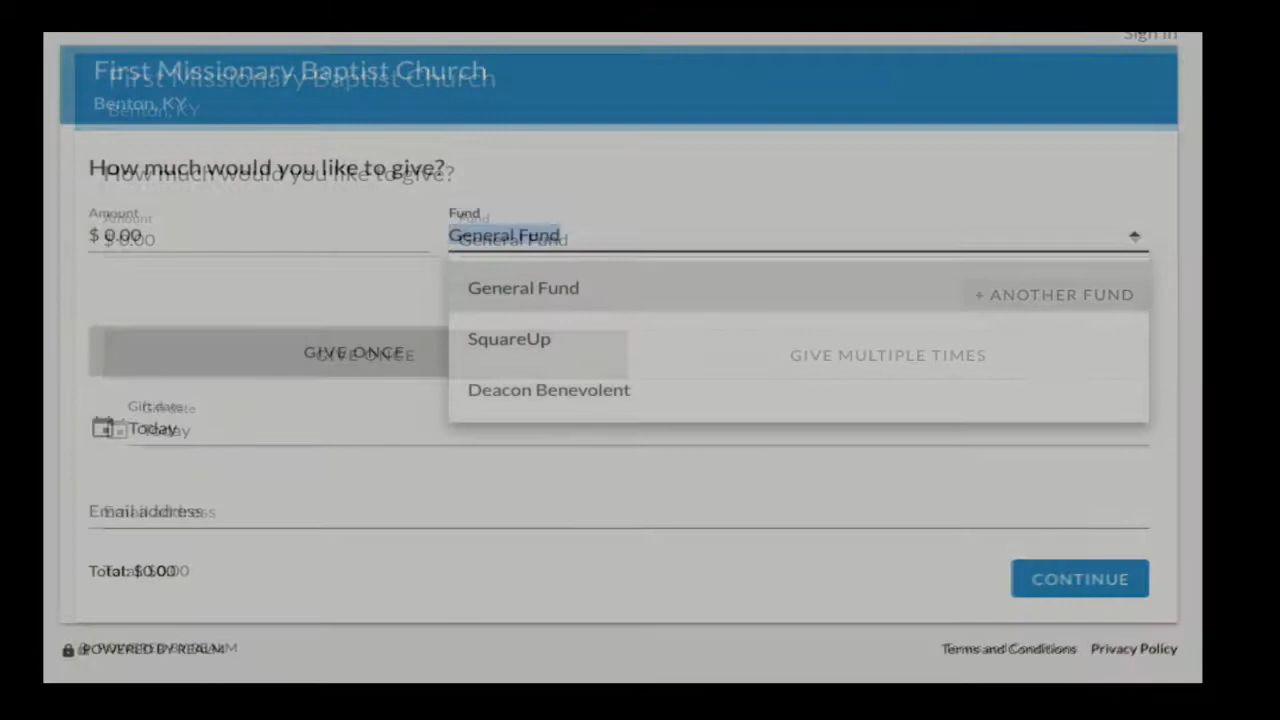 Sign In
First Missionary Baptist Church
Benton, KY
How much would you like to give?
Amount
Fund
$ 0.00
General Fund
General Fund
+ ANOTHER FUND
SquareUp
GIVE ONCE
GIVE MULTIPLE TIMES
Deacon Benevolent
Gift date
Today
Email address
Total: $0.00
CONTINUE
POWERED BY REALM
Terms and Conditions
Privacy Policy